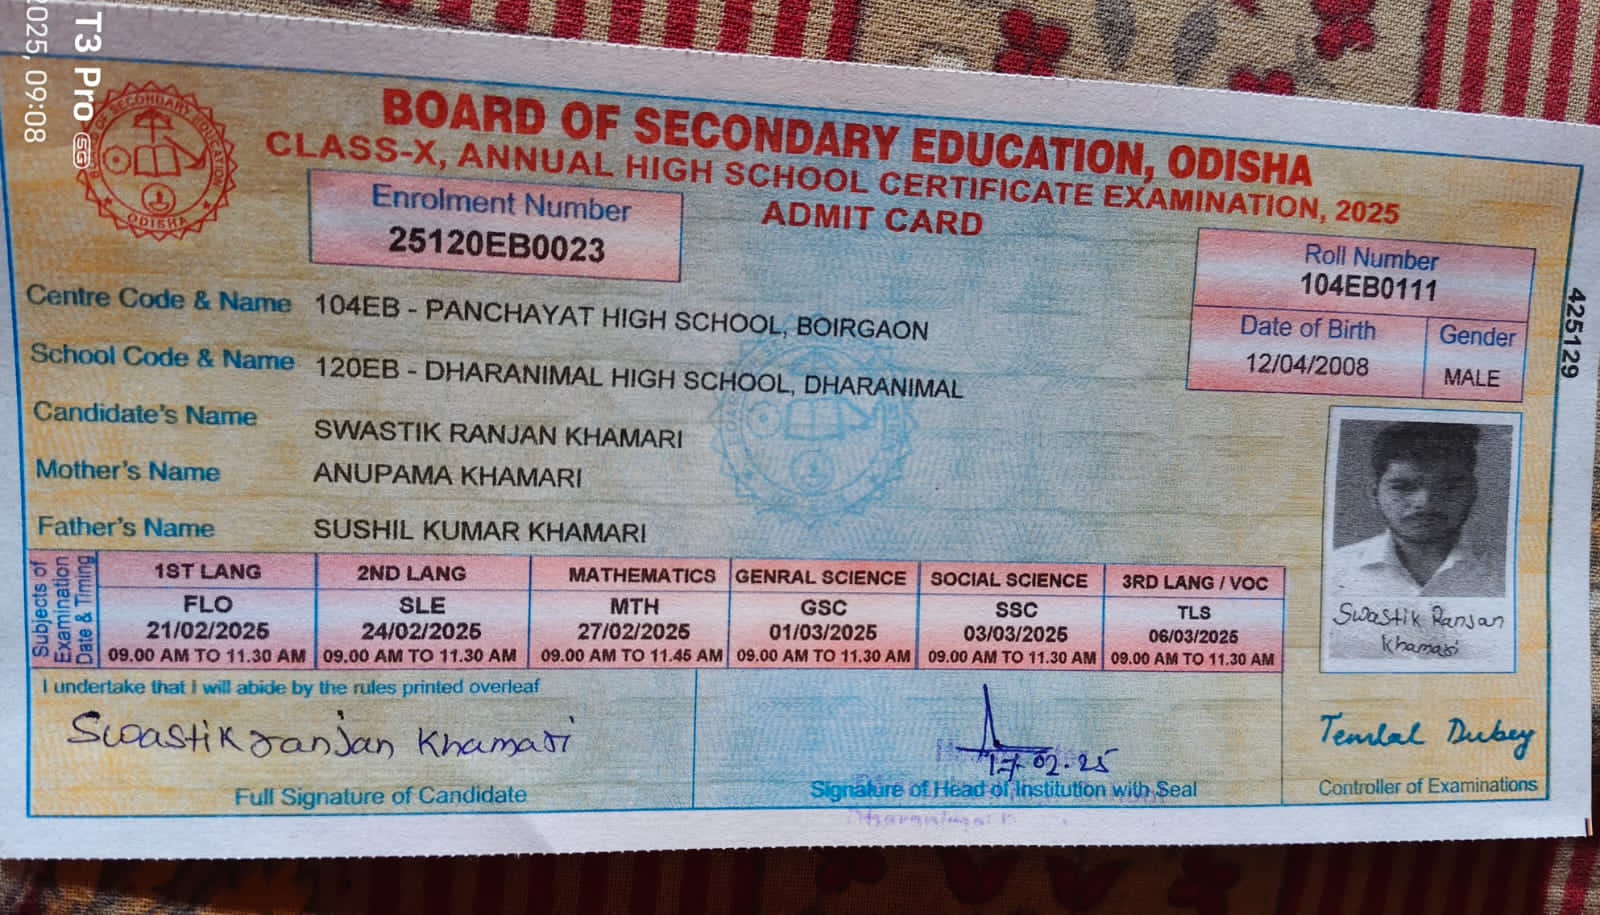 2025, 09:08
T3 Pro 5G
BOARD OF SECONDARY EDUCATION
ODISHA
BOARD OF SECONDARY EDUCATION, ODISHA
CLASS-X, ANNUAL HIGH SCHOOL CERTIFICATE EXAMINATION, 2025
ADMIT CARD
Enrolment Number
25120EB0023
Roll Number
104EB0111
Date of Birth Gender
12/04/2008 MALE
425129
Centre Code & Name 104EB - PANCHAYAT HIGH SCHOOL, BOIRGAON
School Code & Name 120EB - DHARANIMAL HIGH SCHOOL, DHARANIMAL
Candidate's Name SWASTIK RANJAN KHAMARI
Mother's Name ANUPAMA KHAMARI
Father's Name SUSHIL KUMAR KHAMARI
Swastik Ranjan
Khamari
Subjects of
Examination
Date & Timing
1ST LANG 2ND LANG MATHEMATICS GENRAL SCIENCE SOCIAL SCIENCE 3RD LANG / VOC
FLO SLE MTH GSC SSC TLS
21/02/2025 24/02/2025 27/02/2025 01/03/2025 03/03/2025 06/03/2025
09.00 AM TO 11.30 AM 09.00 AM TO 11.30 AM 09.00 AM TO 11.45 AM 09.00 AM TO 11.30 AM 09.00 AM TO 11.30 AM 09.00 AM TO 11.30 AM
I undertake that I will abide by the rules printed overleaf
Swastik ranjan Khamari
17-02-25
Full Signature of Candidate
Signature of Head of Institution with Seal
Dubey
Controller of Examinations